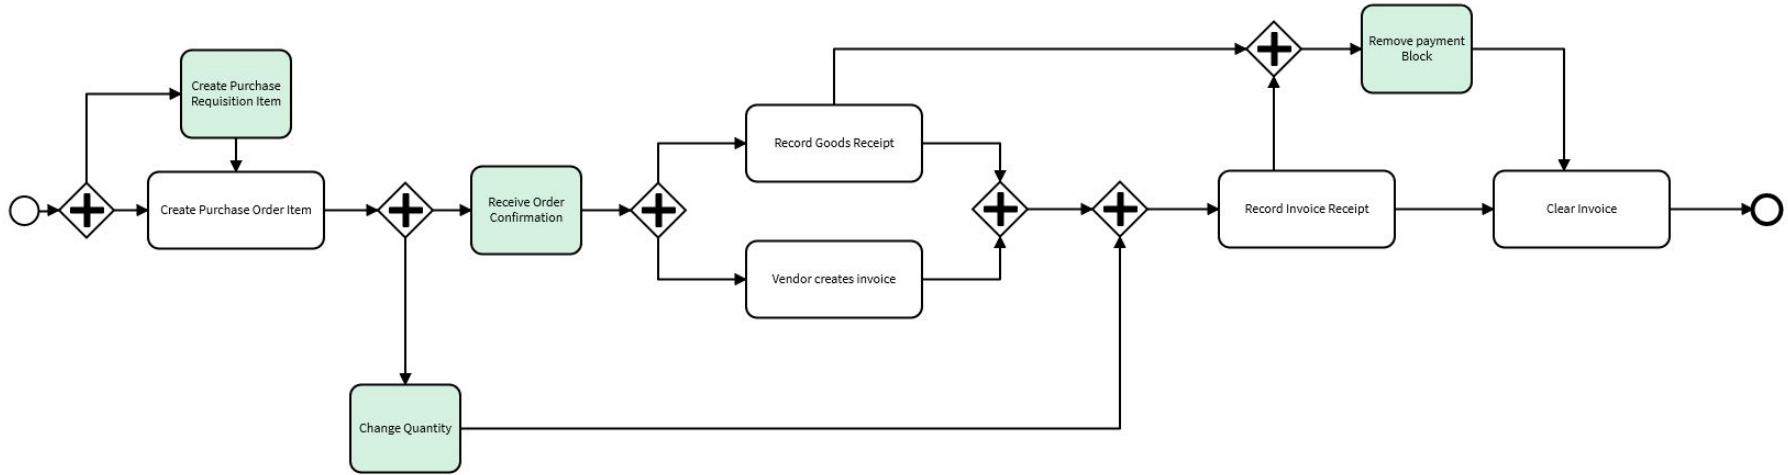 Create Purchase
Requisition Item
Create Purchase Order Item
Receive Order
Confirmation
Change Quantity
Record Goods Receipt
Vendor creates invoice
Remove payment
Block
Record Invoice Receipt
Clear Invoice